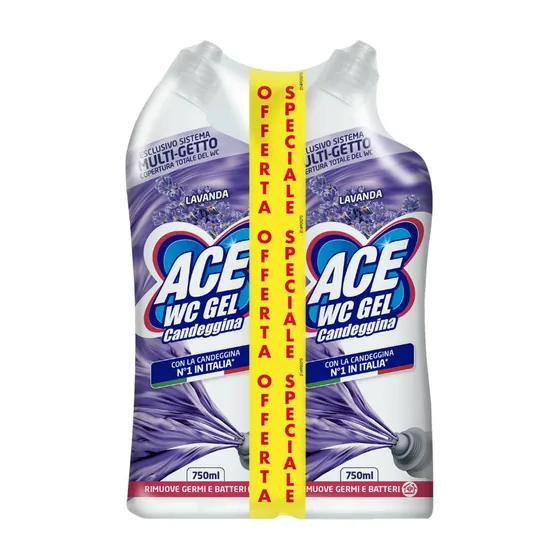 ESCLUSIVO SISTEMA
MULTI-GETTO
COPERTURA TOTALE DEL WC
LAVANDA
ACE
WC GEL
Candeggina
CON LA CANDEGGINA
N°1 IN ITALIA*
750ml
RIMUOVE GERMI E BATTERI
OFFERTA SPECIALE
OFFERTA SPECIALE
OFFERTA SPECIALE
ESCLUSIVO SISTEMA
MULTI-GETTO
COPERTURA TOTALE DEL WC
LAVANDA
ACE
WC GEL
Candeggina
CON LA CANDEGGINA
N°1 IN ITALIA*
750ml
RIMUOVE GERMI E BATTERI